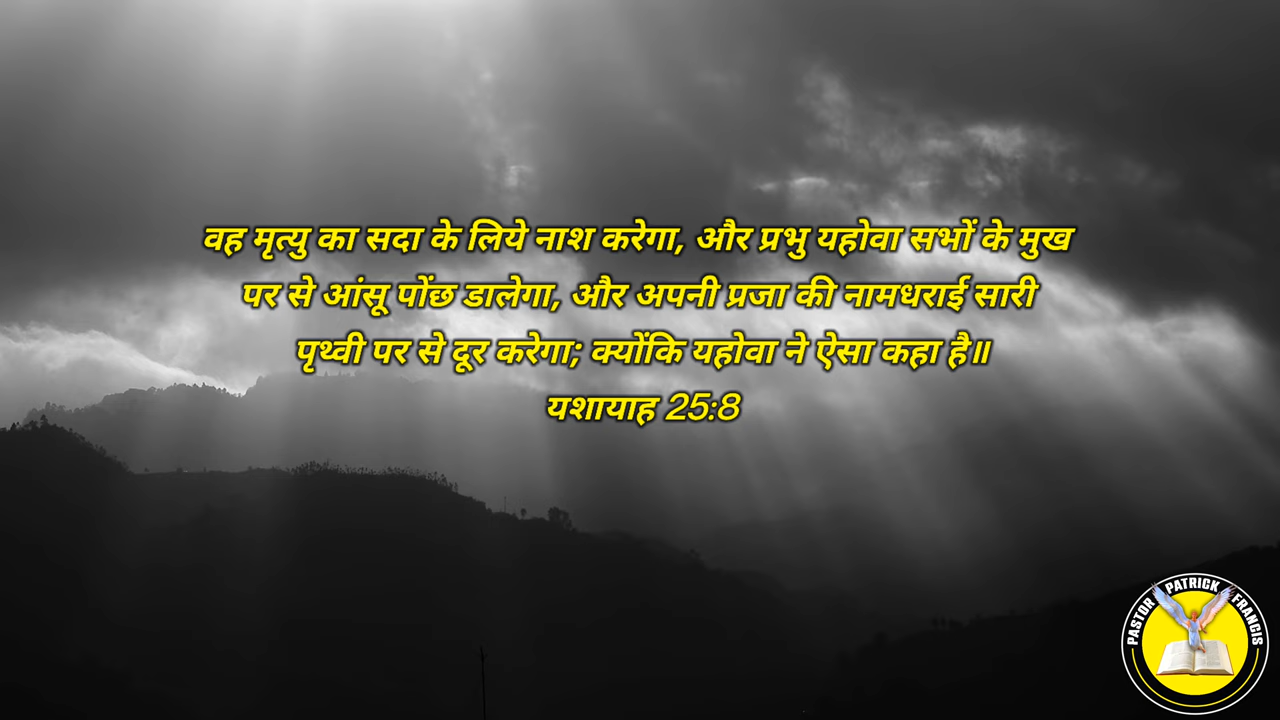 वह मृत्यु का सदा के लिये नाश करेगा, और प्रभु यहोवा सभों के मुख
पर से आंसू पोंछ डालेगा, और अपनी प्रजा की नामधराई सारी
पृथ्वी पर से दूर करेगा; क्योंकि यहोवा ने ऐसा कहा है॥
यशायाह 25:8
PASTOR PATRICK FRANCIS